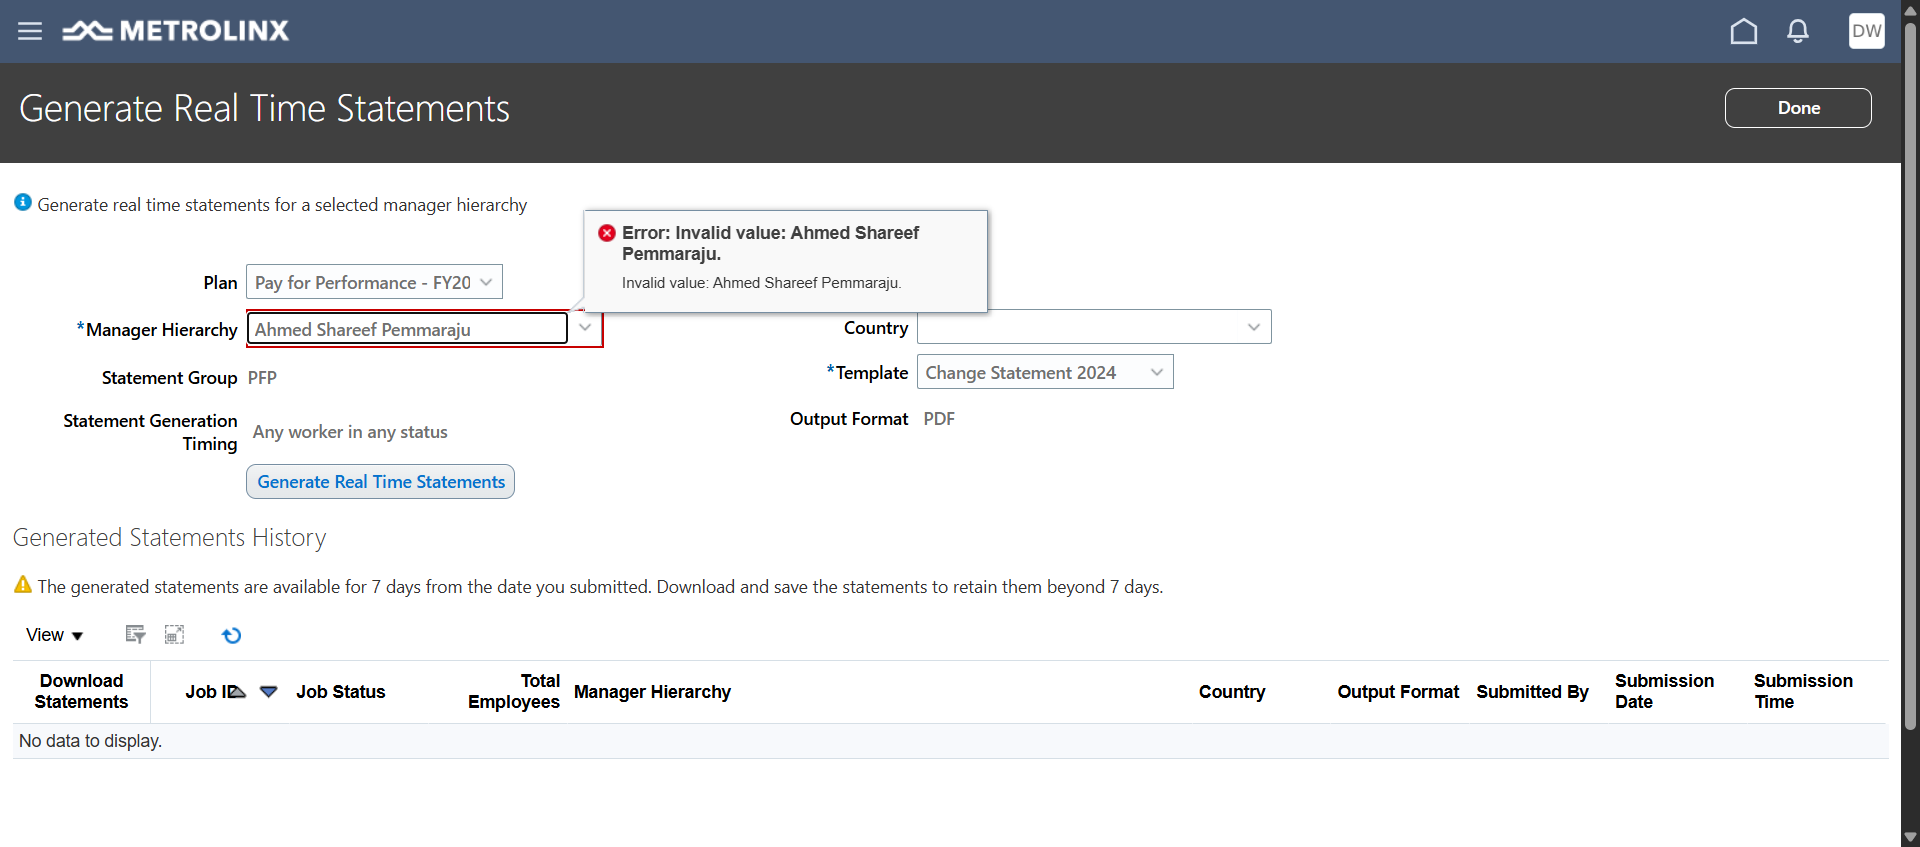 METROLINX
DW
Generate Real Time Statements
Done
Generate real time statements for a selected manager hierarchy
Error: Invalid value: Ahmed Shareef
Pemmaraju.
Invalid value: Ahmed Shareef Pemmaraju.
Plan
Pay for Performance - FY20
*Manager Hierarchy
Ahmed Shareef Pemmaraju
Country
Statement Group
PFP
*Template
Change Statement 2024
Statement Generation
Timing
Any worker in any status
Output Format
PDF
Generate Real Time Statements
Generated Statements History
The generated statements are available for 7 days from the date you submitted. Download and save the statements to retain them beyond 7 days.
View
Download
Statements
Job ID
Job Status
Total
Employees
Manager Hierarchy
Country
Output Format
Submitted By
Submission
Date
Submission
Time
No data to display.